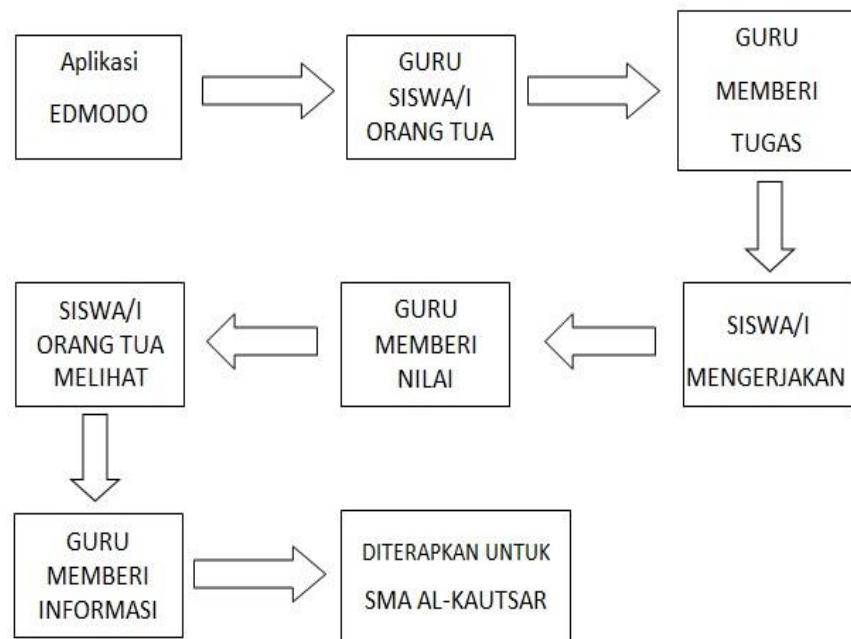 Aplikasi
EDMODO
GURU
SISWA/I
ORANG TUA
GURU
MEMBERI
TUGAS
SISWA/I
MENGERJAKAN
GURU
MEMBERI
NILAI
SISWA/I
ORANG TUA
MELIHAT
GURU
MEMBERI
INFORMASI
DITERAPKAN UNTUK
SMA AL-KAUTSAR